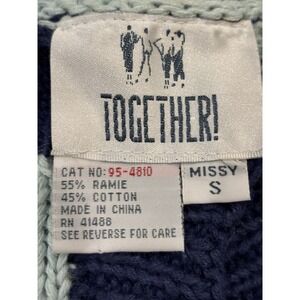 TOGETHER!
CAT NO: 95-4810
55% RAMIE
45% COTTON
MADE IN CHINA
RN 41488
SEE REVERSE FOR CARE
MISSY
S